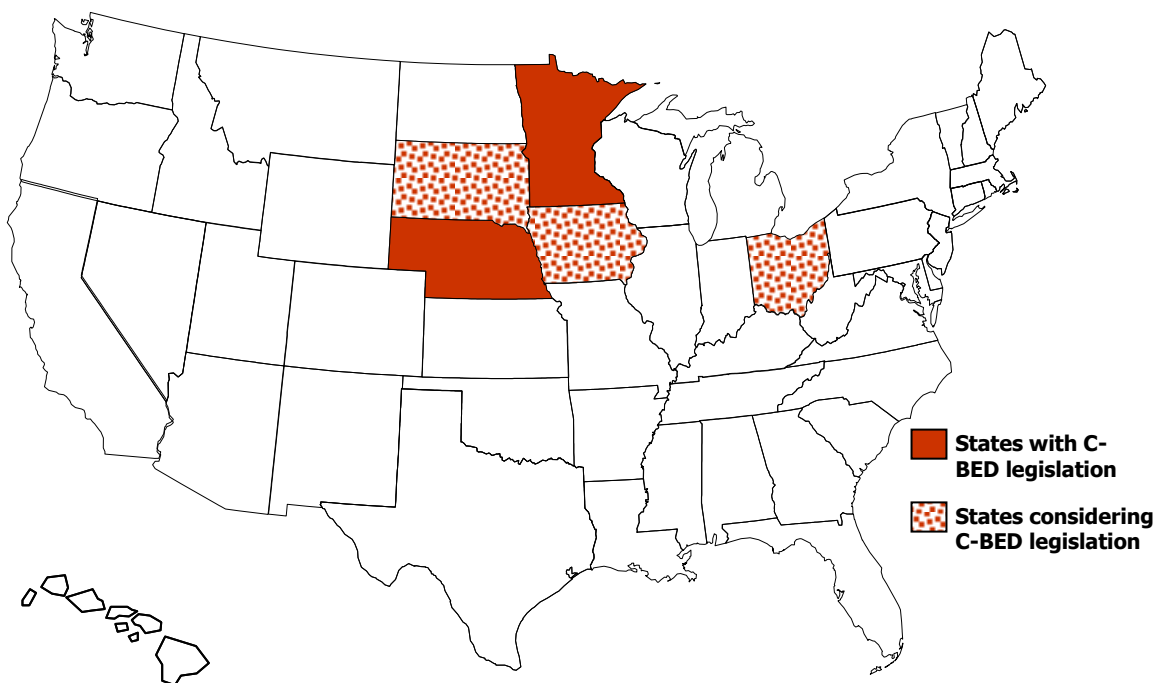 States with C-
BED legislation
States considering
C-BED legislation